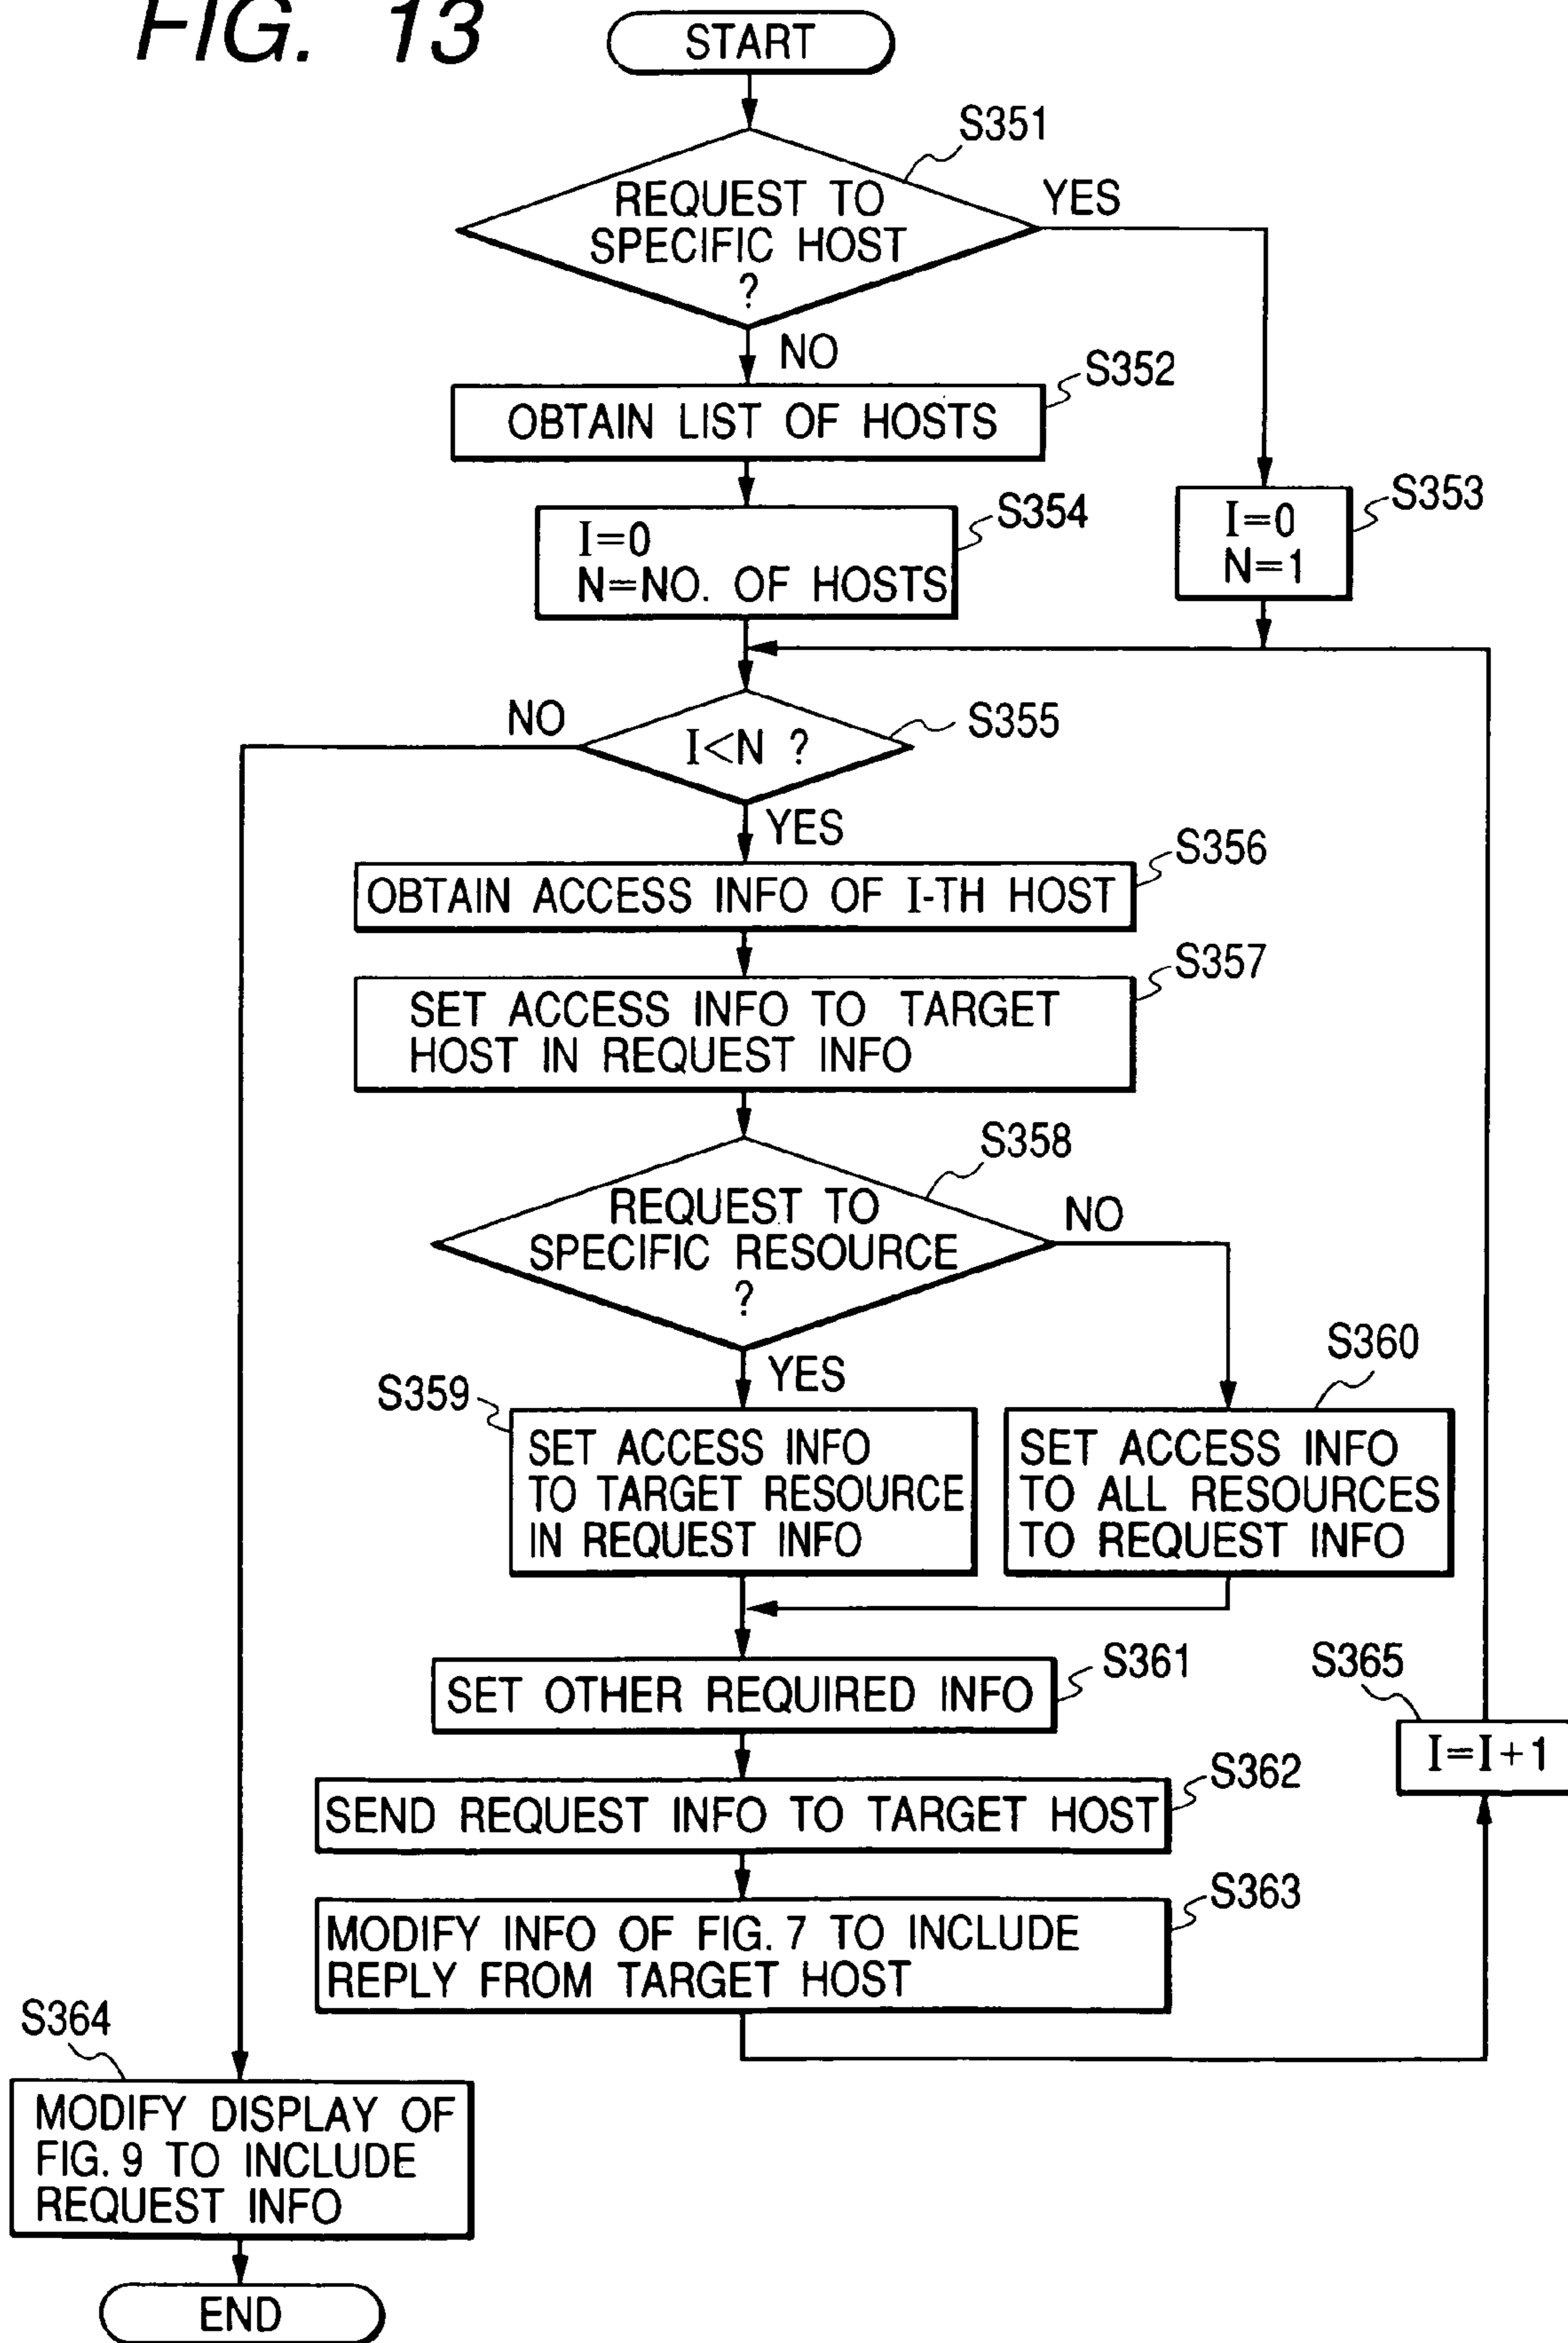 FIG. 13
START
S351
REQUEST TO
SPECIFIC HOST
?
YES
NO
S352
OBTAIN LIST OF HOSTS
S354
I=0
N=NO. OF HOSTS
S353
I=0
N=1
S355
I<N ?
NO
YES
S356
OBTAIN ACCESS INFO OF I-TH HOST
S357
SET ACCESS INFO TO TARGET
HOST IN REQUEST INFO
S358
REQUEST TO
SPECIFIC RESOURCE
?
NO
YES
S359
SET ACCESS INFO
TO TARGET RESOURCE
IN REQUEST INFO
S360
SET ACCESS INFO
TO ALL RESOURCES
TO REQUEST INFO
S361
SET OTHER REQUIRED INFO
S365
I=I+1
S362
SEND REQUEST INFO TO TARGET HOST
S363
MODIFY INFO OF FIG. 7 TO INCLUDE
REPLY FROM TARGET HOST
S364
MODIFY DISPLAY OF
FIG. 9 TO INCLUDE
REQUEST INFO
END